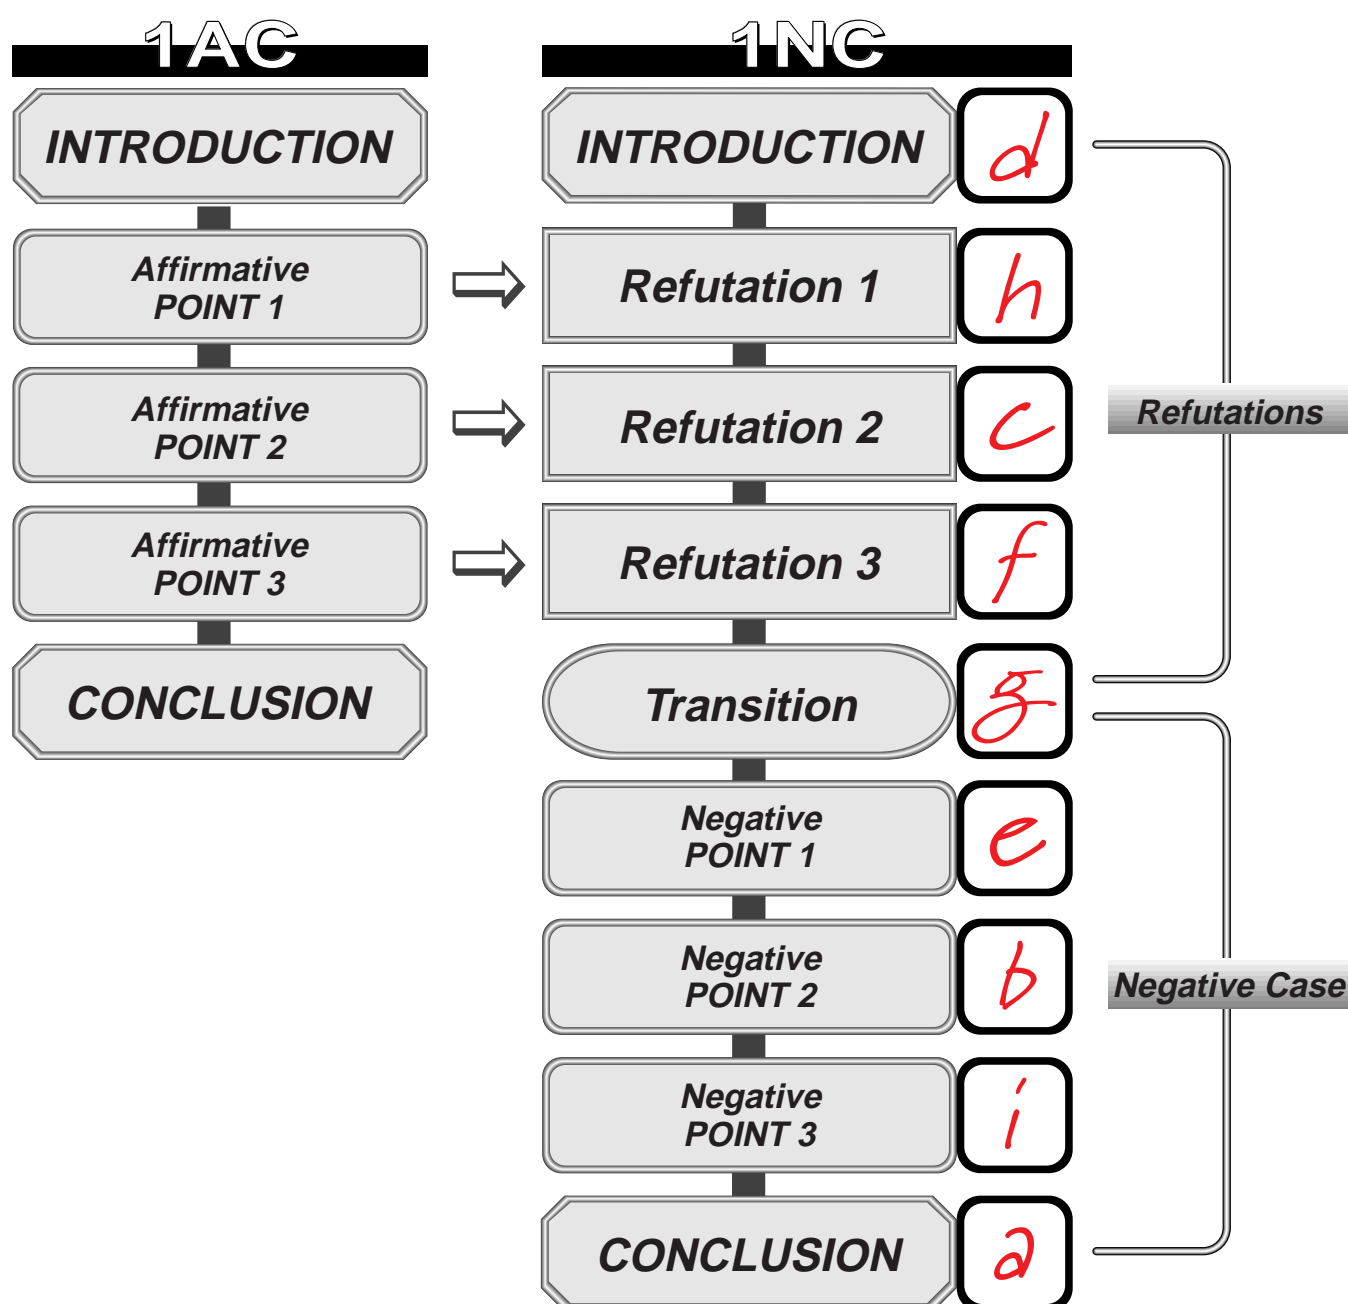 1AC
1NC
INTRODUCTION
INTRODUCTION
d
Affirmative
POINT 1
Refutation 1
h
Affirmative
POINT 2
Refutation 2
c
Refutations
Affirmative
POINT 3
Refutation 3
f
CONCLUSION
Transition
g
Negative
POINT 1
e
Negative
POINT 2
b
Negative Case
Negative
POINT 3
i
CONCLUSION
a